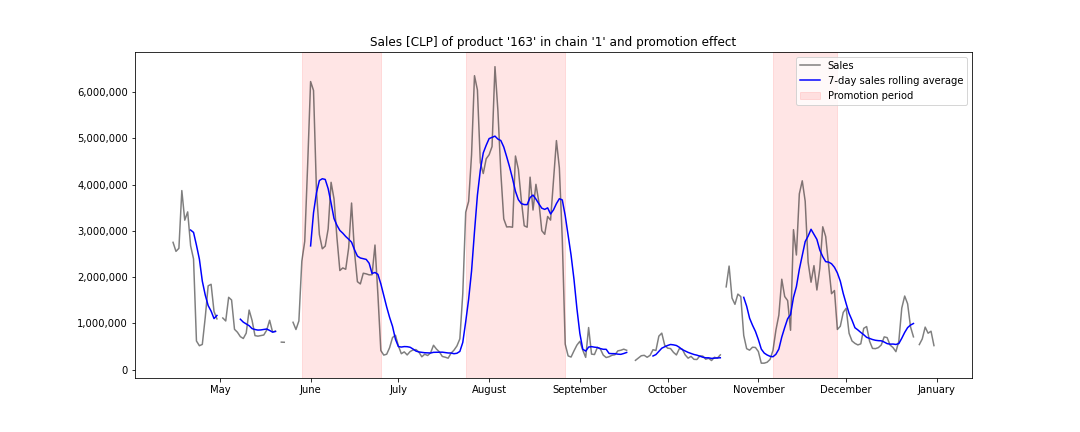 Sales [CLP] of product '163' in chain '1' and promotion effect
Sales
7-day sales rolling average
Promotion period
6,000,000
5,000,000
4,000,000
3,000,000
2,000,000
1,000,000
0
May June July August September October November December January